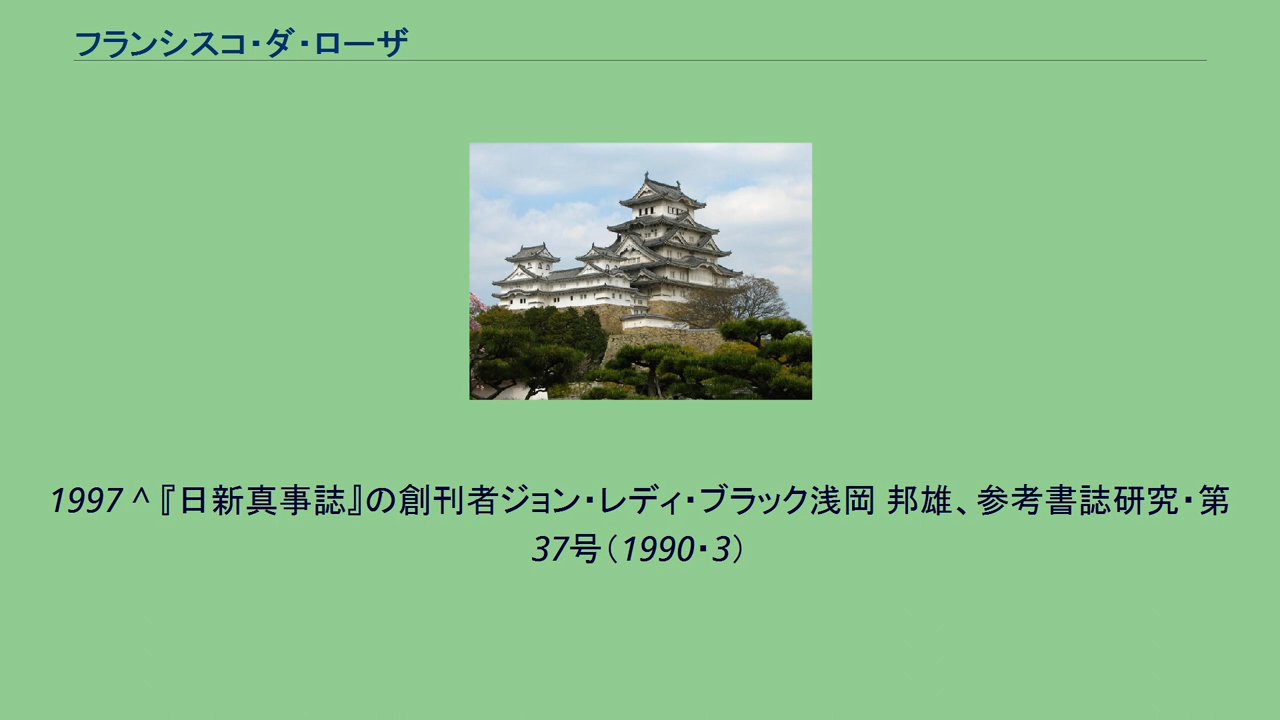 フランシスコ・ダ・ローザ
1997 ^ 『日新真事誌』の創刊者ジョン・レディ・ブラック浅岡 邦雄、参考書誌研究・第
37号（1990・3）